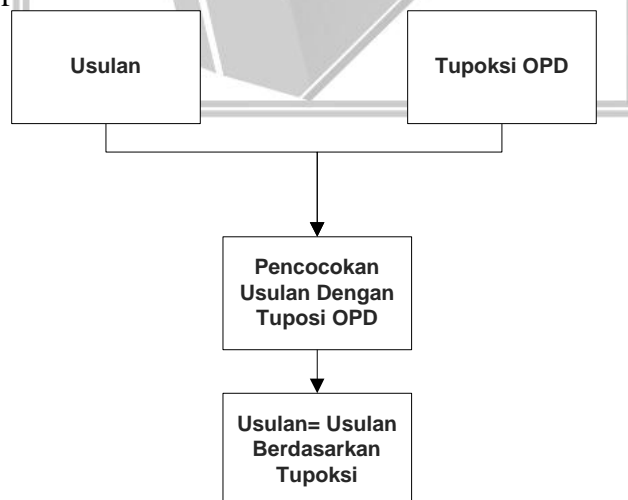 Usulan
Tupoksi OPD
Pencocokan
Usulan Dengan
Tuposi OPD
Usulan= Usulan
Berdasarkan
Tupoksi